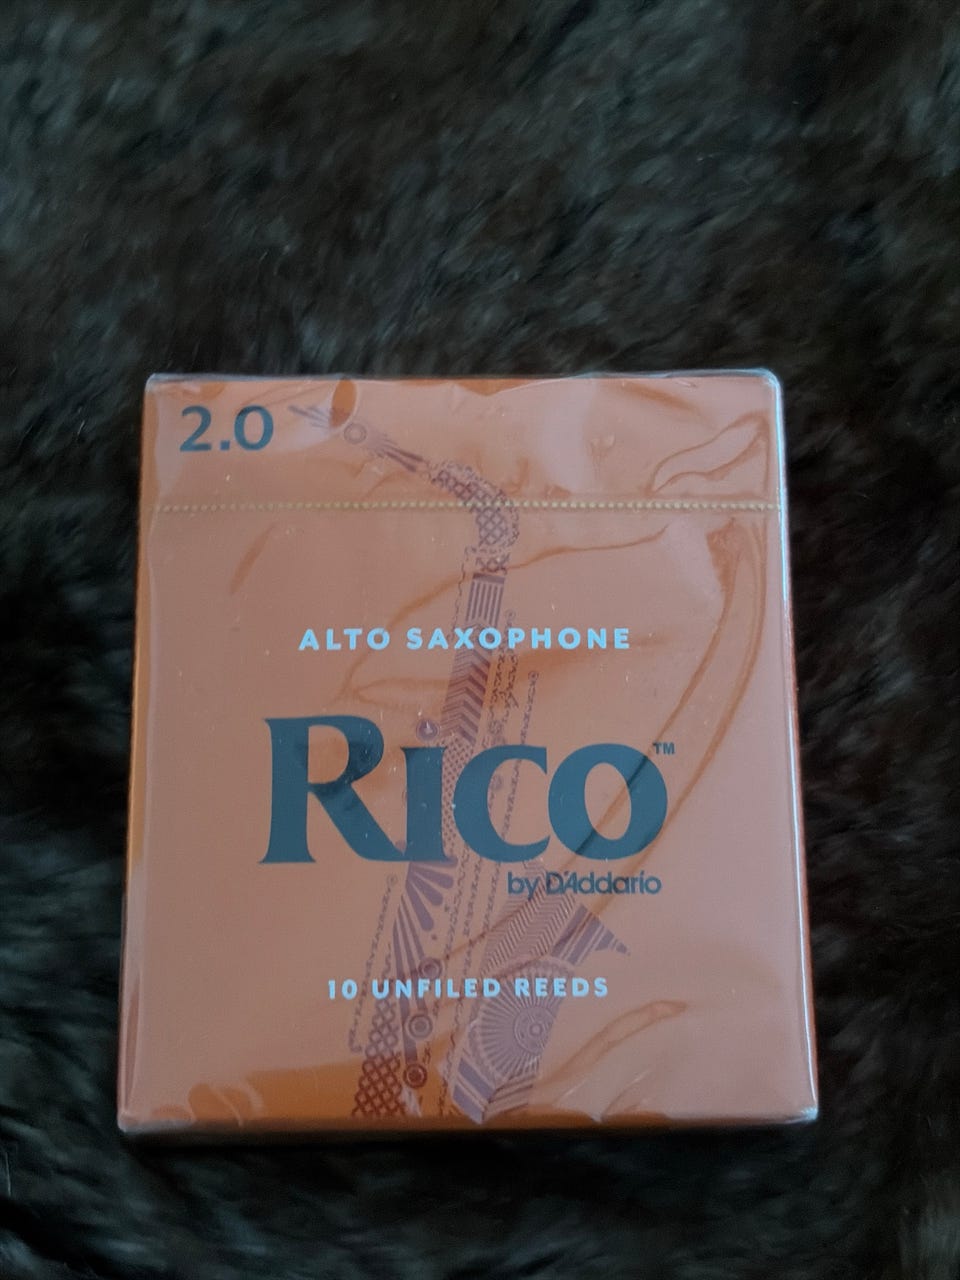 2.0
ALTO SAXOPHONE
RICO™
by D'Addario
10 UNFILED REEDS